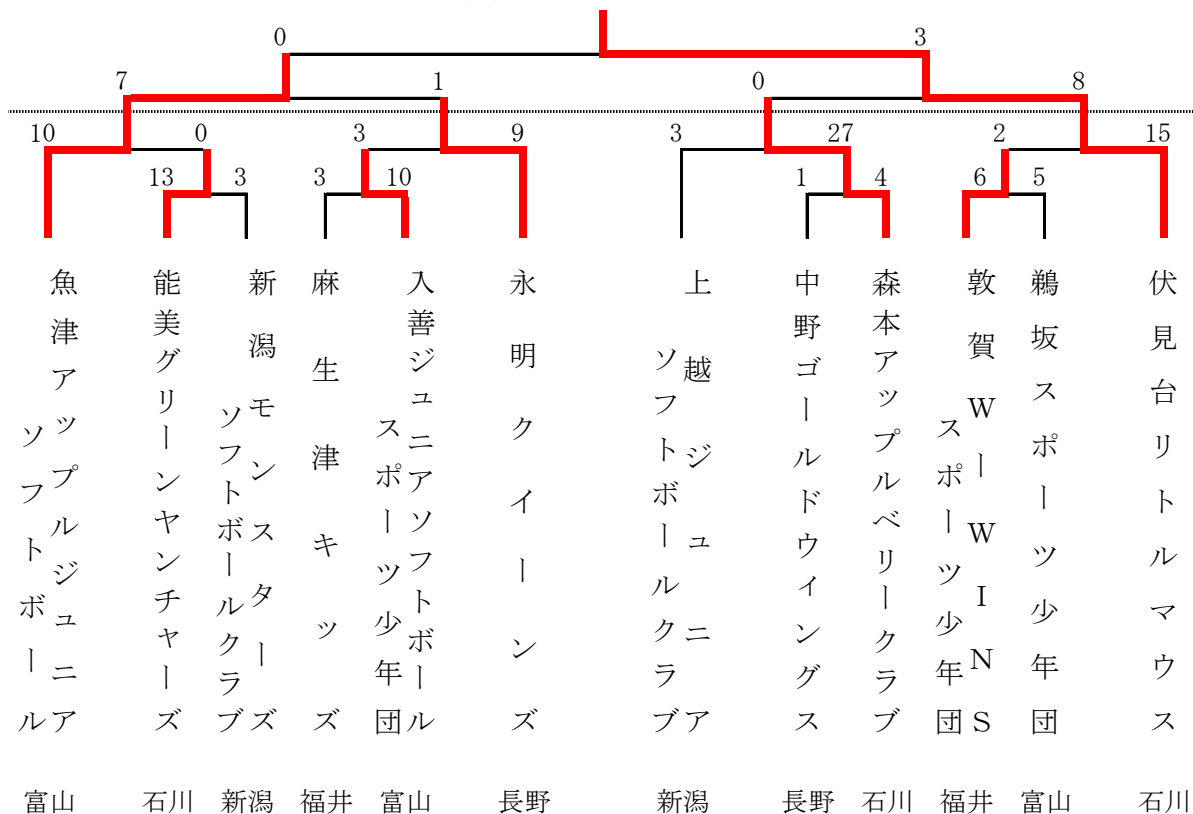 0 3
7 1 0 8
10 0 3 9 3 27 2 15
13 3 3 10 1 4 6 5
魚津アップルジュニア
ソフトボール
能美グリーンヤンチャーズ
新潟モンスターズ
ソフトボールクラブ
麻生津キッズ
入善ジュニアソフトボール
スポーツ少年団
永明クイーンズ
上越ジュニア
ソフトボールクラブ
中野ゴールドウィングス
森本アップルベリークラブ
敦賀WーWINS
スポーツ少年団
鵜坂スポーツ少年団
伏見台リトルマウス
富山 石川 新潟 福井 富山 長野 新潟 長野 石川 福井 富山 石川